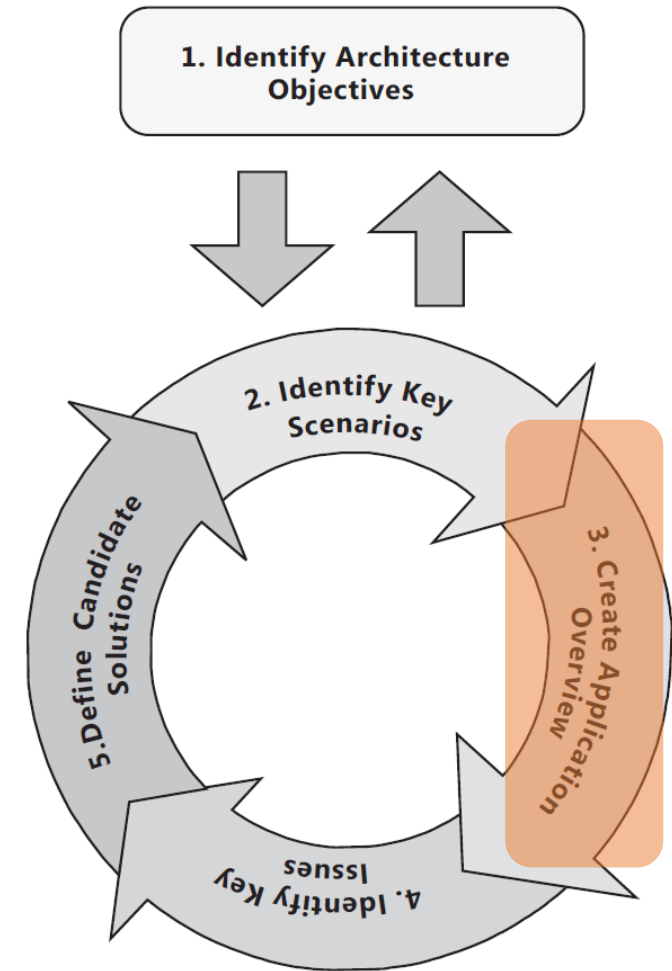 1. Identify Architecture
Objectives
2. Identify Key
Scenarios
3. Create Application
Overview
4. Identify Key
Issues
5.Define Candidate
Solutions